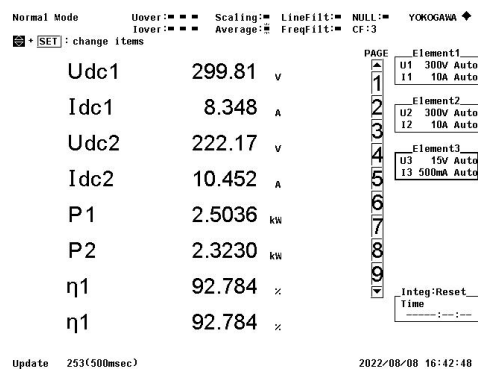 Normal Mode Uover: Scaling: LineFilt: NULL: YOKOGAWA
Iover: Average: FreqFilt: CF:3
+ SET : change items
PAGE
Udc1 299.81 V
Idc1 8.348 A
Udc2 222.17 V
Idc2 10.452 A
P1 2.5036 kW
P2 2.3230 kW
η1 92.784 %
η1 92.784 %
1
2
3
4
5
6
7
8
9
Element1
U1 300V Auto
I1 10A Auto
Element2
U2 300V Auto
I2 10A Auto
Element3
U3 15V Auto
I3 500mA Auto
Integ:Reset
Time
-----:--:--
Update 253(500msec) 2022/08/08 16:42:48